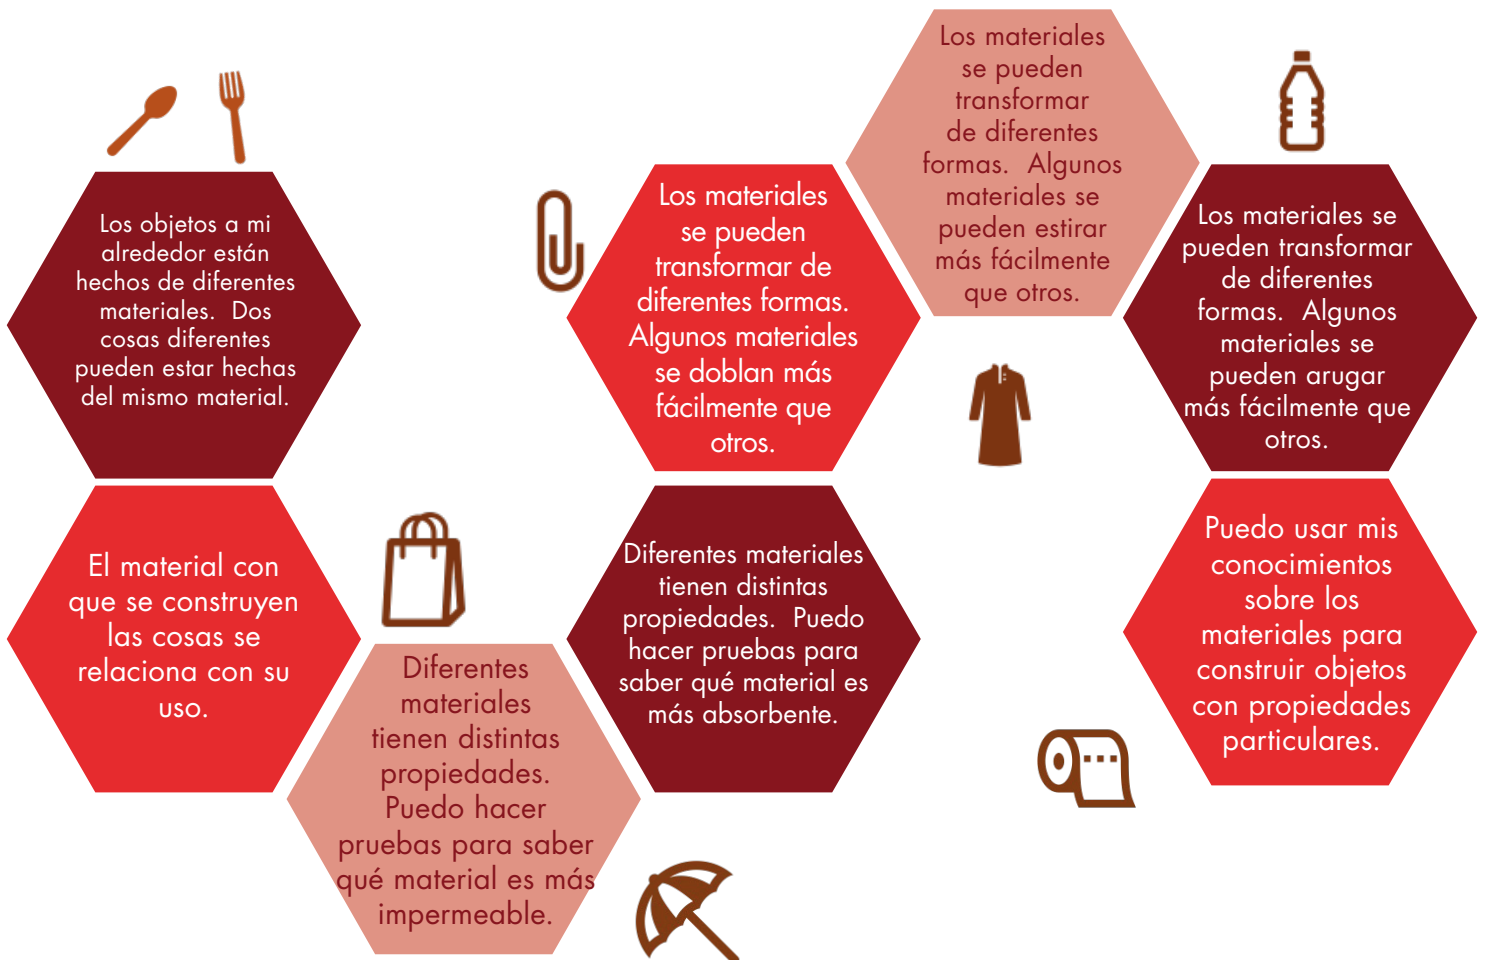 Los objetos a mi
alrededor están
hechos de diferentes
materiales.  Dos
cosas diferentes
pueden estar hechas
del mismo material.
El material con
que se construyen
las cosas se
relaciona con su
uso.
Diferentes
materiales
tienen distintas
propiedades.
Puedo hacer
pruebas para saber
qué material es más
impermeable.
Diferentes materiales
tienen distintas
propiedades.  Puedo
hacer pruebas para
saber qué material es
más absorbente.
Los materiales
se pueden
transformar de
diferentes formas.
Algunos materiales
se doblan más
fácilmente que
otros.
Los materiales
se pueden
transformar
de diferentes
formas.  Algunos
materiales se
pueden estirar
más fácilmente
que otros.
Los materiales se
pueden transformar
de diferentes
formas.  Algunos
materiales se
pueden arugar
más fácilmente que
otros.
Puedo usar mis
conocimientos
sobre los
materiales para
construir objetos
con propiedades
particulares.